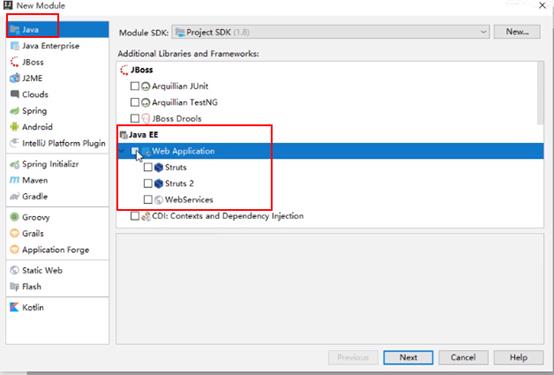 New Module
Java
Java Enterprise
JBoss
J2ME
Clouds
Spring
Android
IntelliJ Platform Plugin
Spring Initializr
Maven
Gradle
Groovy
Grails
Application Forge
Static Web
Flash
Kotlin
Module SDK: Project SDK (1.8) New...
Additional Libraries and Frameworks:
JBoss
Arquillian JUnit
Arquillian TestNG
JBoss Drools
Java EE
Web Application
Struts
Struts 2
WebServices
CDI: Contexts and Dependency Injection
Previous Next Cancel Help